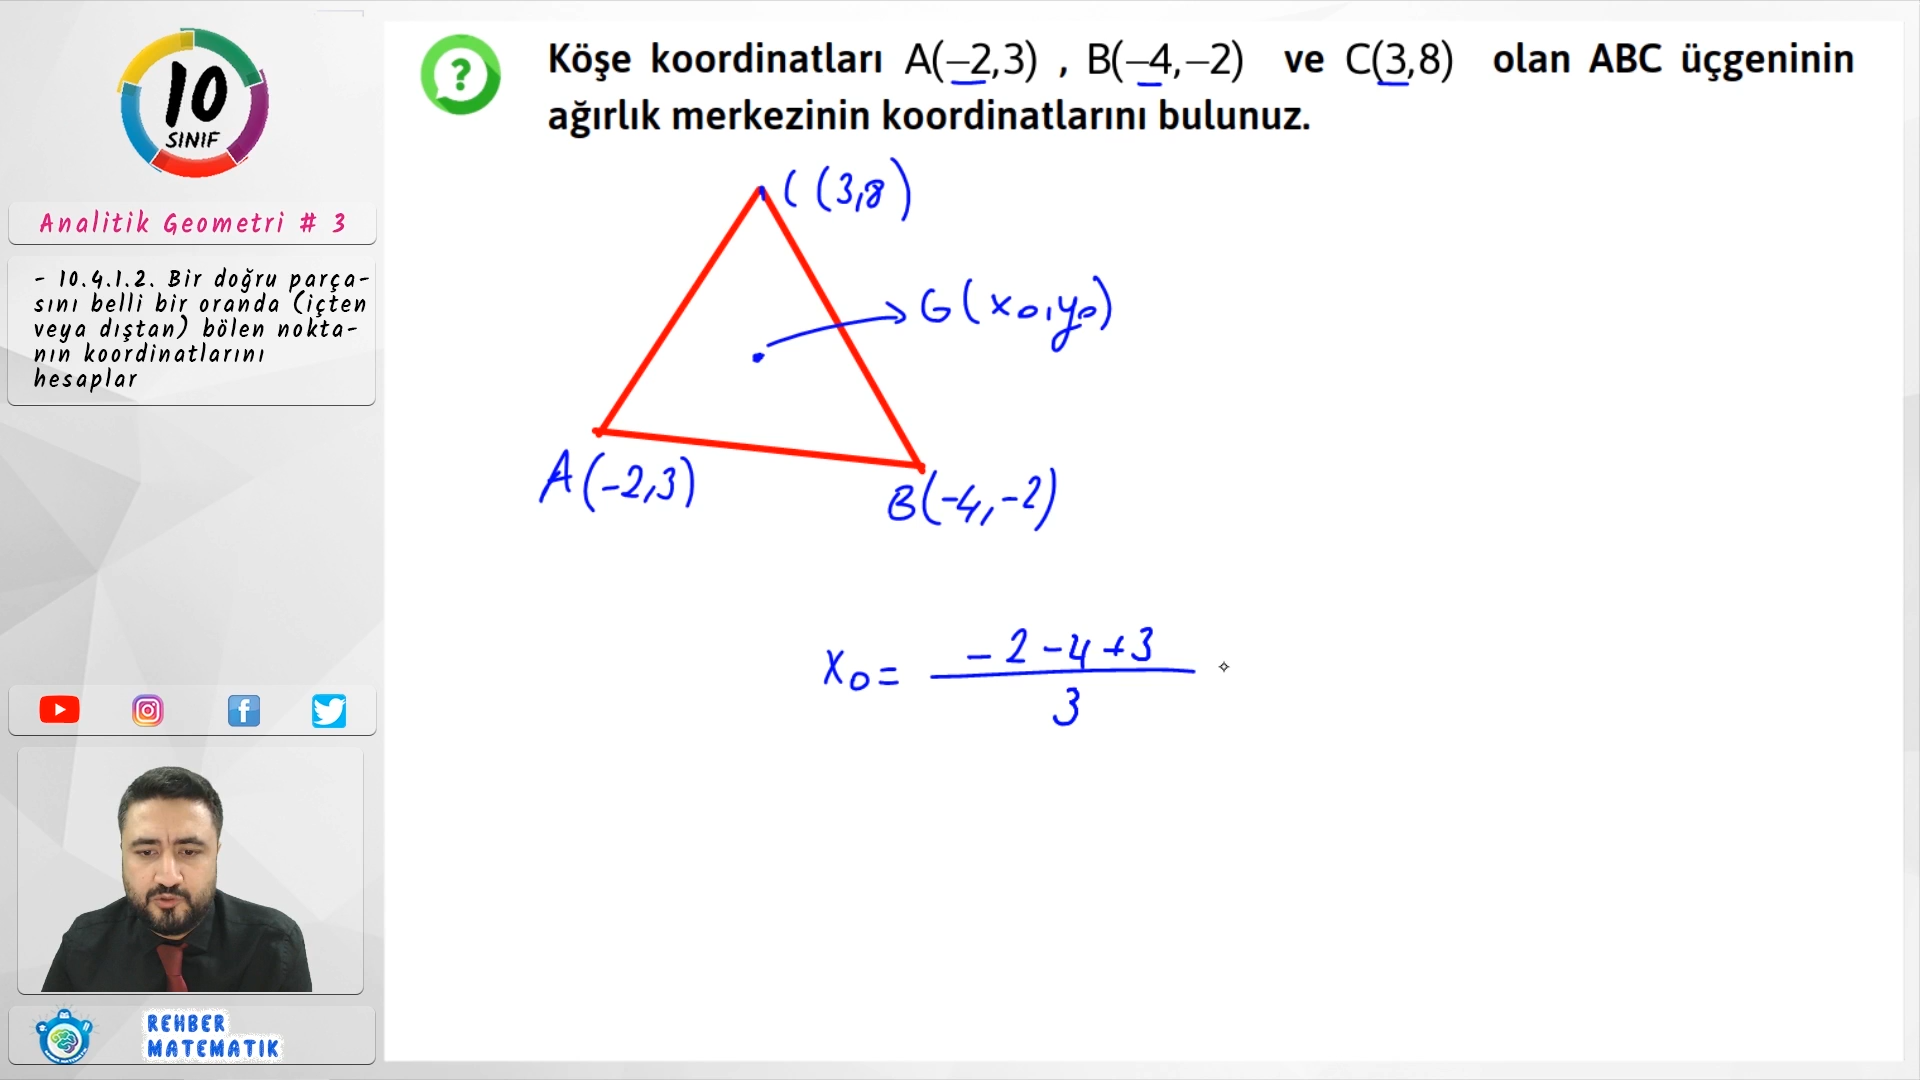 10
SINIF
Analitik Geometri # 3
- 10.4.1.2. Bir doğru parça-
sını belli bir oranda (içten
veya dıştan) bölen nokta-
nın koordinatlarını
hesaplar
REHBER
MATEMATİK
?
Köşe koordinatları A(−2,3) , B(−4,−2) ve C(3,8) olan ABC üçgeninin
ağırlık merkezinin koordinatlarını bulunuz.
C (3,8)
G(x₀,y₀)
A(-2,3)
B(-4,-2)
x₀ = -2-4+3
3